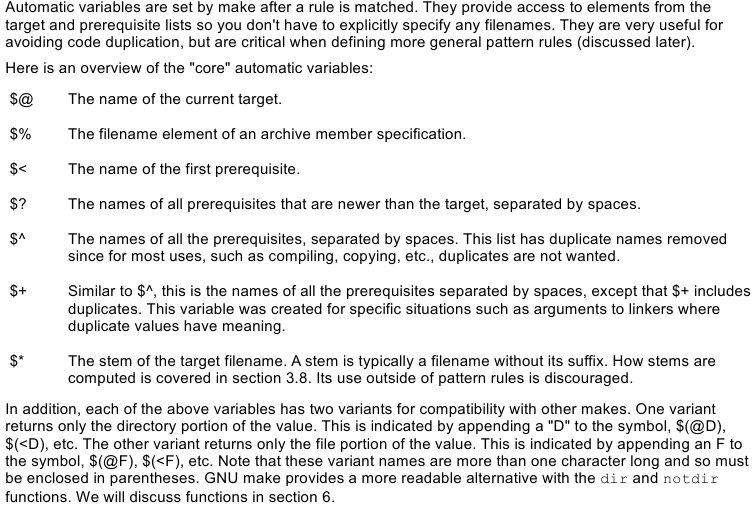 Automatic variables are set by make after a rule is matched. They provide access to elements from the
target and prerequisite lists so you don't have to explicitly specify any filenames. They are very useful for
avoiding code duplication, but are critical when defining more general pattern rules (discussed later).
Here is an overview of the "core" automatic variables:
$@ The name of the current target.
$% The filename element of an archive member specification.
$< The name of the first prerequisite.
$? The names of all prerequisites that are newer than the target, separated by spaces.
$^ The names of all the prerequisites, separated by spaces. This list has duplicate names removed
since for most uses, such as compiling, copying, etc., duplicates are not wanted.
$+ Similar to $^, this is the names of all the prerequisites separated by spaces, except that $+ includes
duplicates. This variable was created for specific situations such as arguments to linkers where
duplicate values have meaning.
$* The stem of the target filename. A stem is typically a filename without its suffix. How stems are
computed is covered in section 3.8. Its use outside of pattern rules is discouraged.
In addition, each of the above variables has two variants for compatibility with other makes. One variant
returns only the directory portion of the value. This is indicated by appending a "D" to the symbol, $(@D),
$(<D), etc. The other variant returns only the file portion of the value. This is indicated by appending an F to
the symbol, $(@F), $(<F), etc. Note that these variant names are more than one character long and so must
be enclosed in parentheses. GNU make provides a more readable alternative with the dir and notdir
functions. We will discuss functions in section 6.